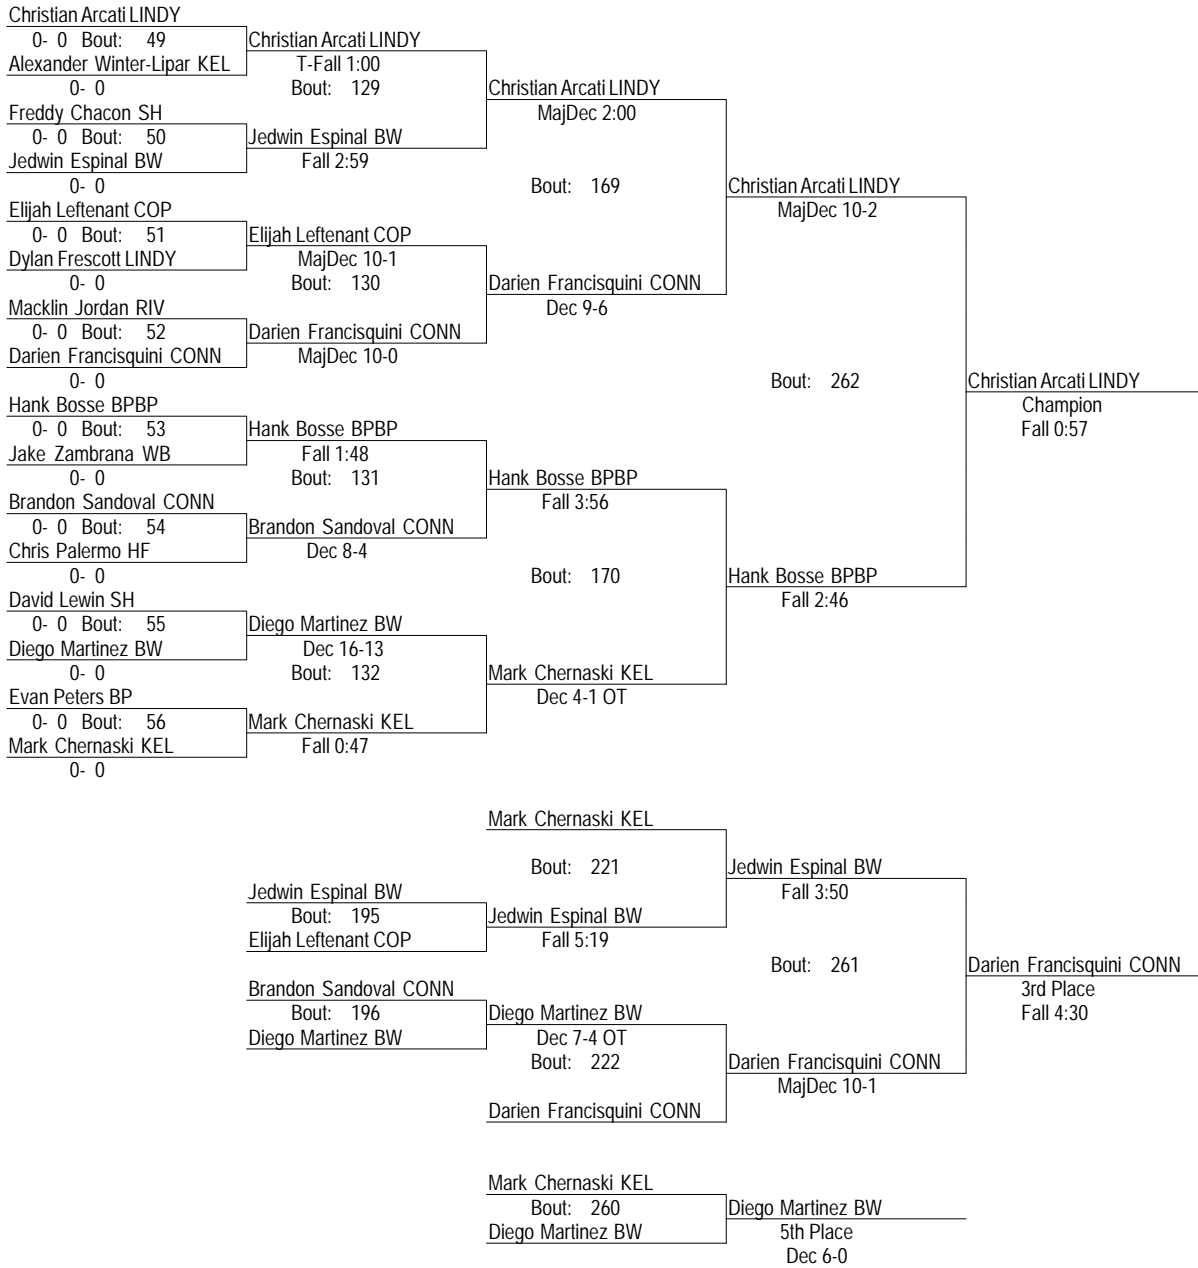 Christian Arcati LINDY
0- 0 Bout: 49
Christian Arcati LINDY
Alexander Winter-Lipar KEL
T-Fall 1:00
0- 0
Bout: 129
Christian Arcati LINDY
Freddy Chacon SH
MajDec 2:00
0- 0 Bout: 50
Jedwin Espinal BW
Jedwin Espinal BW
Fall 2:59
0- 0
Bout: 169
Christian Arcati LINDY
Elijah Leftenant COP
MajDec 10-2
0- 0 Bout: 51
Elijah Leftenant COP
Dylan Frescott LINDY
MajDec 10-1
0- 0
Bout: 130
Darien Francisquini CONN
Macklin Jordan RIV
Dec 9-6
0- 0 Bout: 52
Darien Francisquini CONN
Darien Francisquini CONN
MajDec 10-0
0- 0
Bout: 262
Christian Arcati LINDY
Hank Bosse BPBP
Champion
0- 0 Bout: 53
Hank Bosse BPBP
Fall 0:57
Jake Zambrana WB
Fall 1:48
0- 0
Bout: 131
Hank Bosse BPBP
Brandon Sandoval CONN
Fall 3:56
0- 0 Bout: 54
Brandon Sandoval CONN
Chris Palermo HF
Dec 8-4
0- 0
Bout: 170
Hank Bosse BPBP
David Lewin SH
Fall 2:46
0- 0 Bout: 55
Diego Martinez BW
Diego Martinez BW
Dec 16-13
0- 0
Bout: 132
Mark Chernaski KEL
Evan Peters BP
Dec 4-1 OT
0- 0 Bout: 56
Mark Chernaski KEL
Mark Chernaski KEL
Fall 0:47
0- 0
Mark Chernaski KEL
Bout: 221
Jedwin Espinal BW
Jedwin Espinal BW
Fall 3:50
Bout: 195
Jedwin Espinal BW
Elijah Leftenant COP
Fall 5:19
Bout: 261
Darien Francisquini CONN
Brandon Sandoval CONN
3rd Place
Bout: 196
Diego Martinez BW
Fall 4:30
Diego Martinez BW
Dec 7-4 OT
Bout: 222
Darien Francisquini CONN
MajDec 10-1
Darien Francisquini CONN
Mark Chernaski KEL
Bout: 260
Diego Martinez BW
Diego Martinez BW
5th Place
Dec 6-0